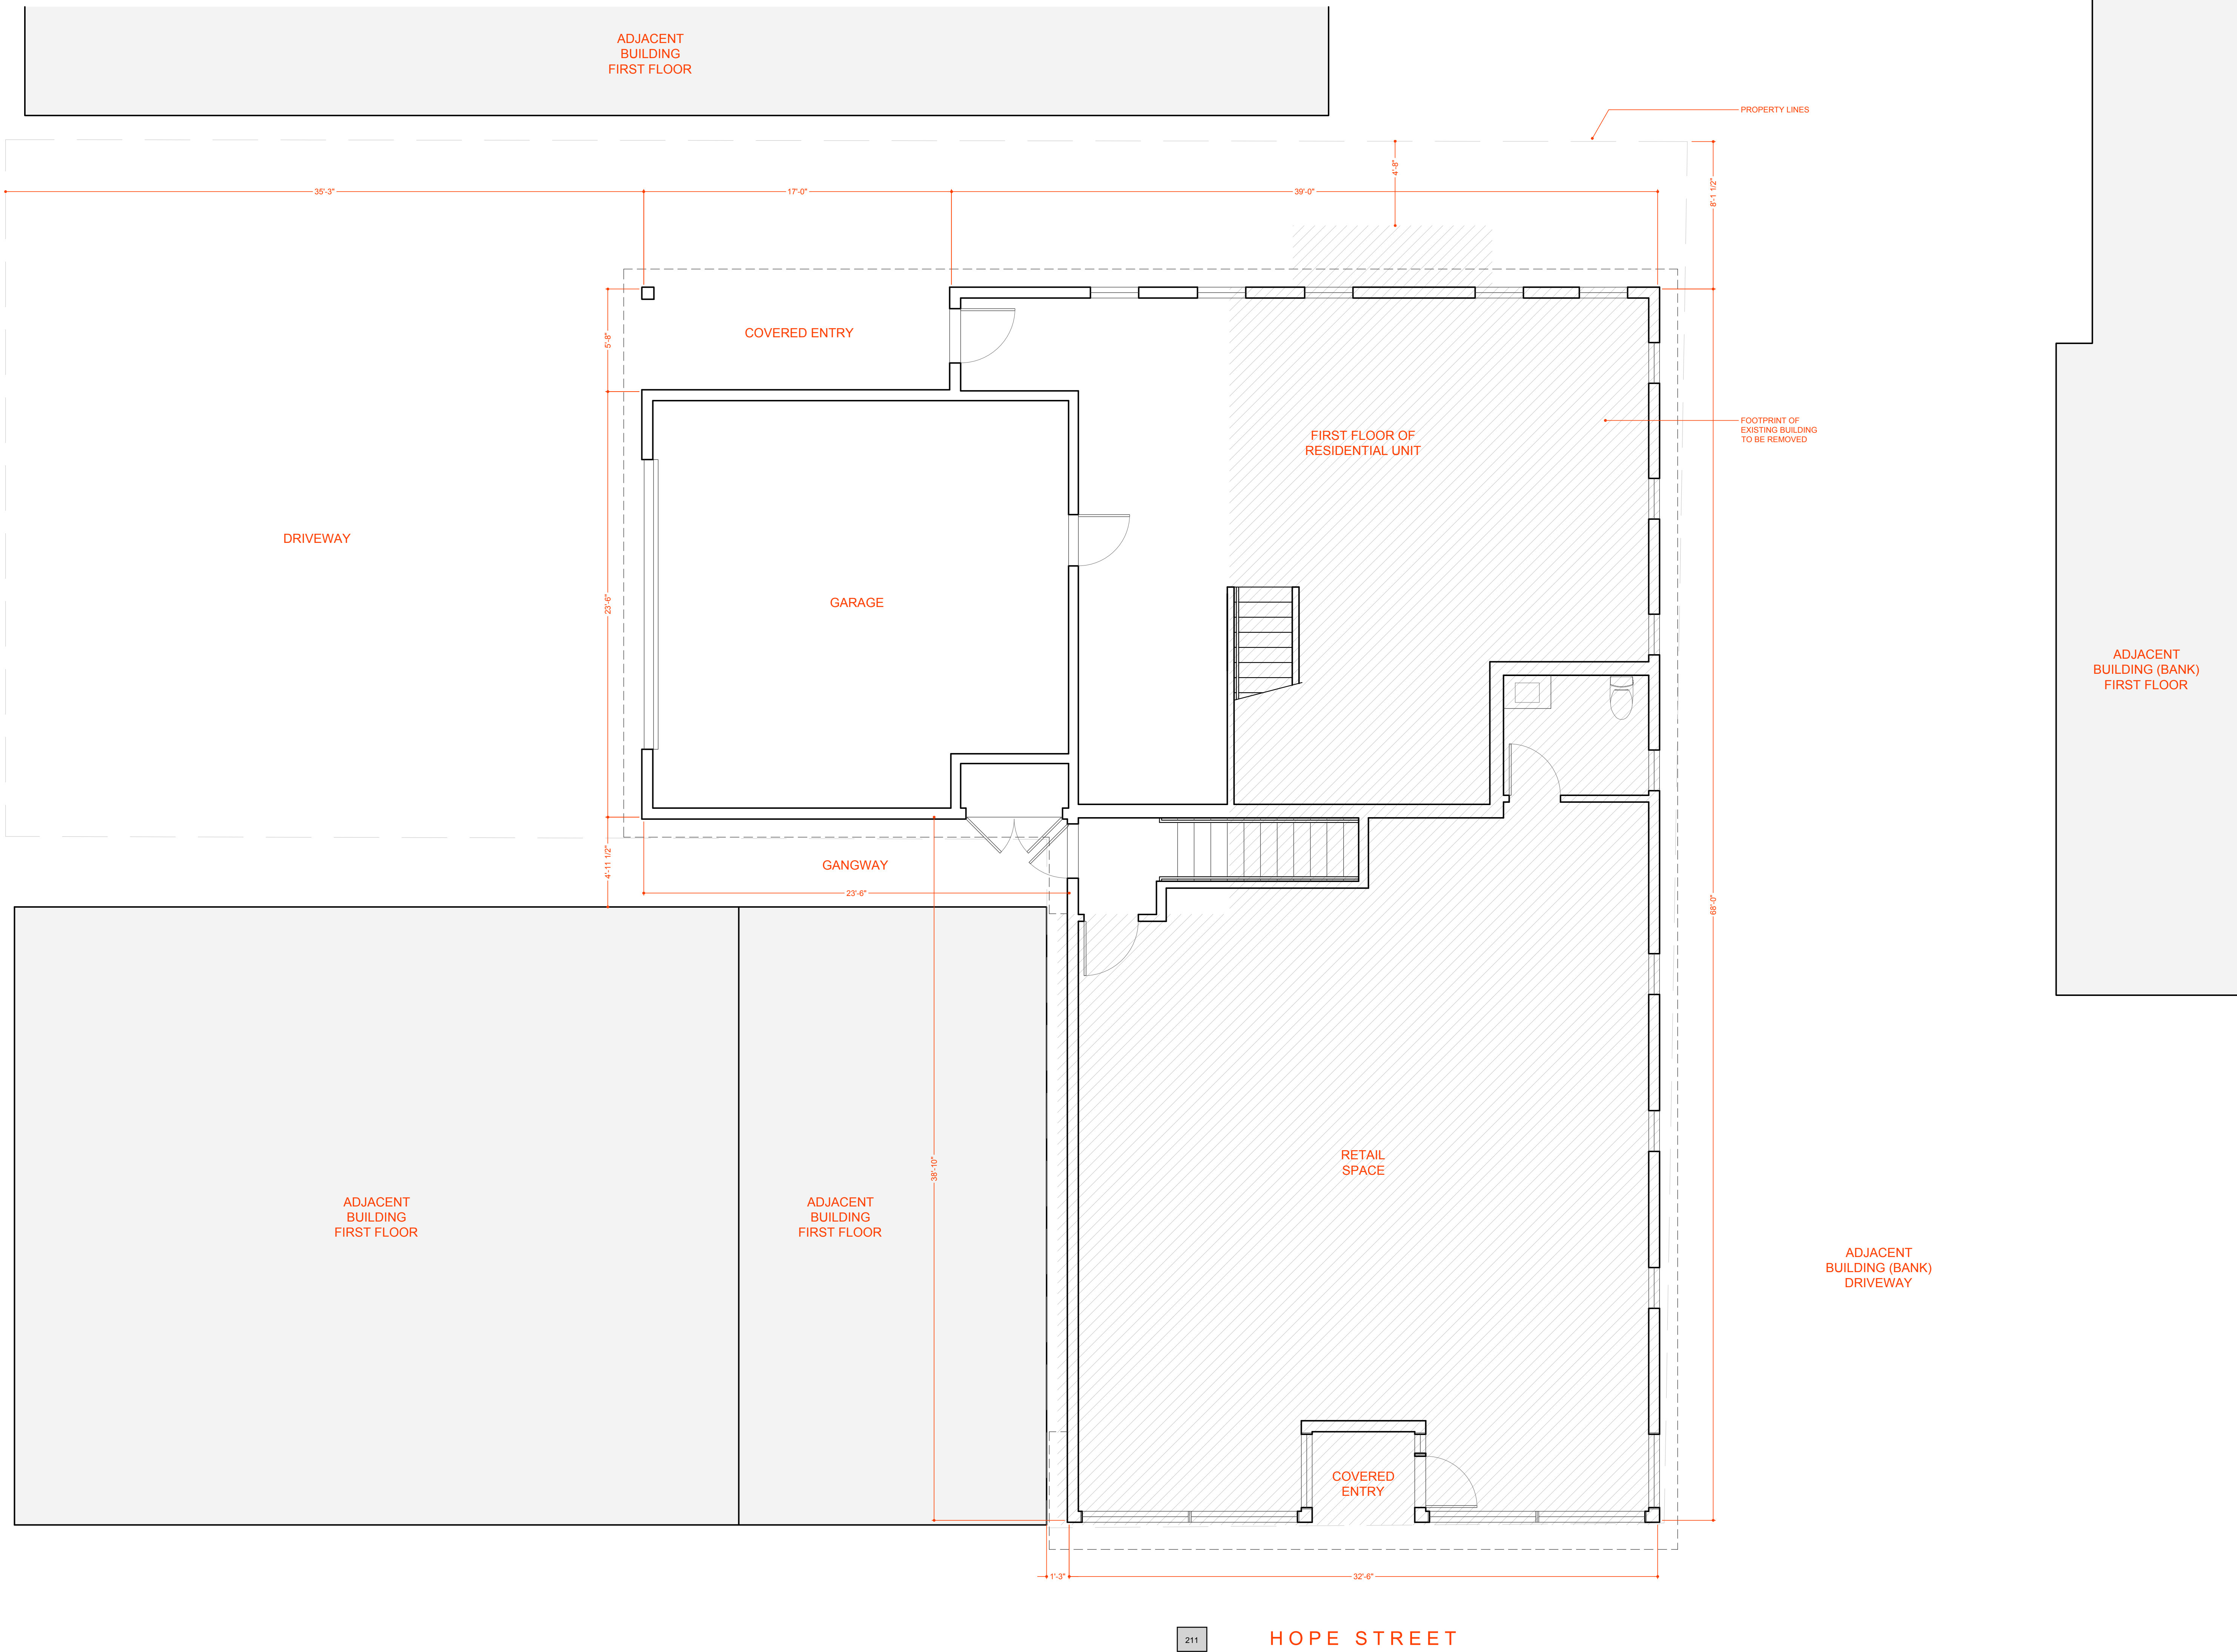 ADJACENT
BUILDING
FIRST FLOOR
PROPERTY LINES
4'-8"
8'-1 1/2"
35'-3"
17'-0"
39'-0"
5'-8"
COVERED ENTRY
FIRST FLOOR OF
RESIDENTIAL UNIT
FOOTPRINT OF
EXISTING BUILDING
TO BE REMOVED
DRIVEWAY
GARAGE
23'-6"
ADJACENT
BUILDING (BANK)
FIRST FLOOR
4'-11 1/2"
GANGWAY
23'-6"
68'-0"
38'-10"
RETAIL
SPACE
ADJACENT
BUILDING
FIRST FLOOR
ADJACENT
BUILDING
FIRST FLOOR
ADJACENT
BUILDING (BANK)
DRIVEWAY
COVERED
ENTRY
1'-3"
32'-6"
211
HOPE STREET